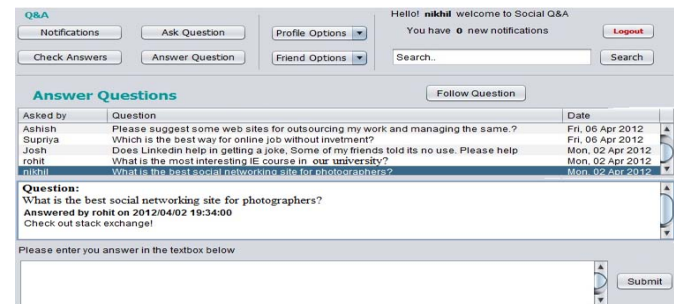 Q&A
Hello! nikhil welcome to Social Q&A
Notifications Ask Question Profile Options You have 0 new notifications Logout
Check Answers Answer Question Friend Options Search.. Search
Answer Questions Follow Question
Asked by Question Date
Ashish Please suggest some web sites for outsourcing my work and managing the same.? Fri, 06 Apr 2012
Supriya Which is the best way for online job without invetment? Fri, 06 Apr 2012
Josh Does Linkedin help in getting a joke, Some of my friends told its no use. Please help Mon, 02 Apr 2012
rohit What is the most interesting IE course in our university? Mon, 02 Apr 2012
nikhil What is the best social networking site for photographers? Mon, 02 Apr 2012
Question:
What is the best social networking site for photographers?
Answered by rohit on 2012/04/02 19:34:00
Check out stack exchange!
Please enter you answer in the textbox below
Submit